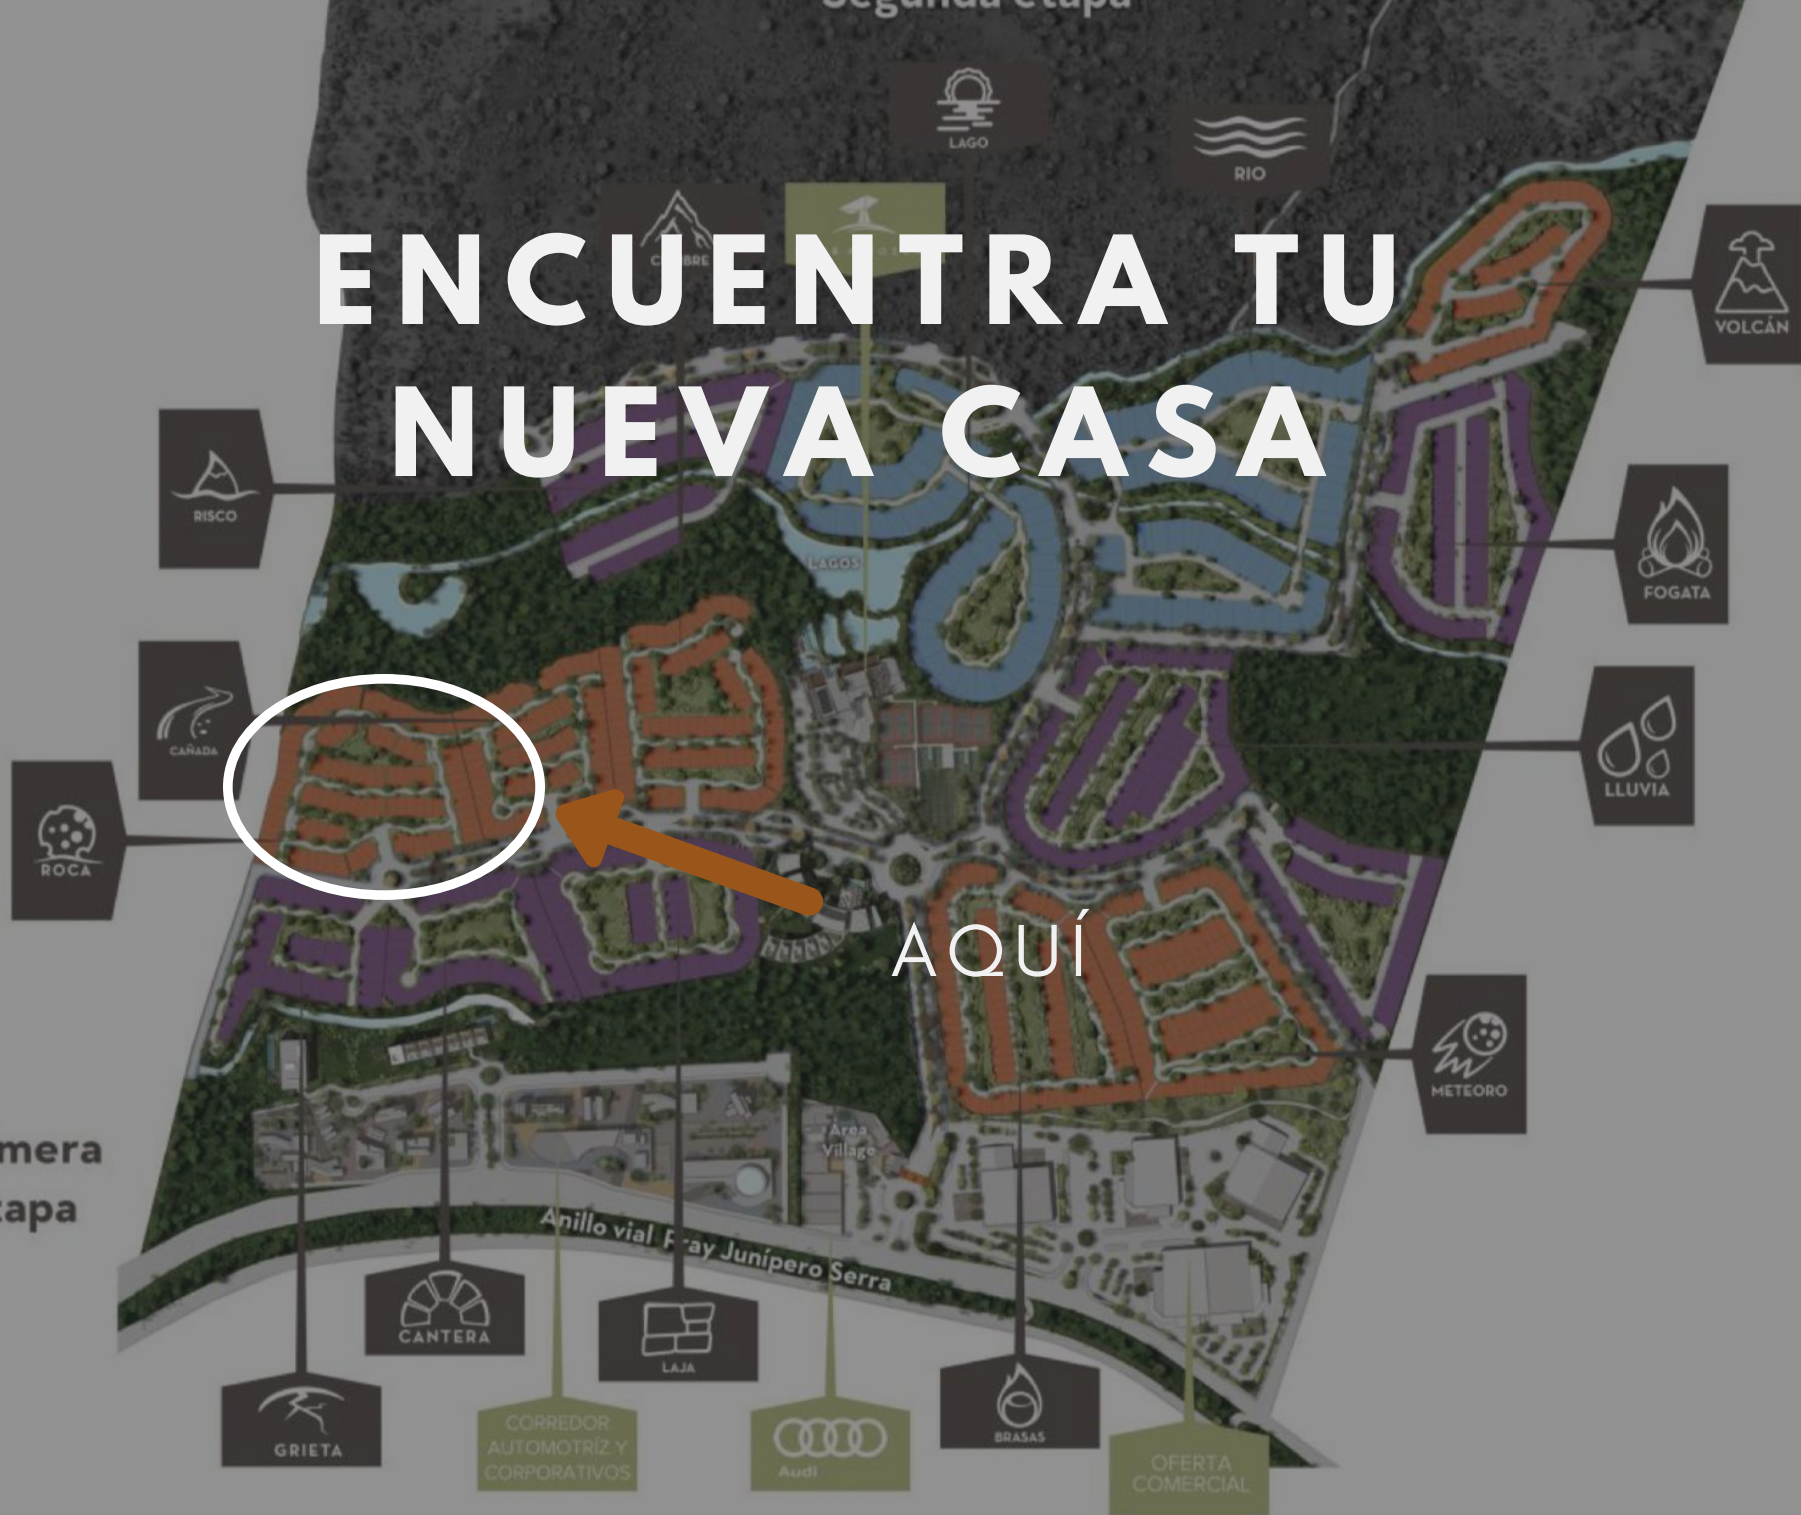 Segunda etapa
LAGO
RIO
CUMBRE
ENCUENTRA TU
NUEVA CASA
VOLCÁN
RISCO
FOGATA
LAGOS
CAÑADA
LLUVIA
ROCA
AQUÍ
METEORO
mera
tapa
Área
Village
Anillo vial Fray Junípero Serra
CANTERA
LAJA
GRIETA
BRASAS
CORREDOR
AUTOMOTRÍZ Y
CORPORATIVOS
Audi
OFERTA
COMERCIAL